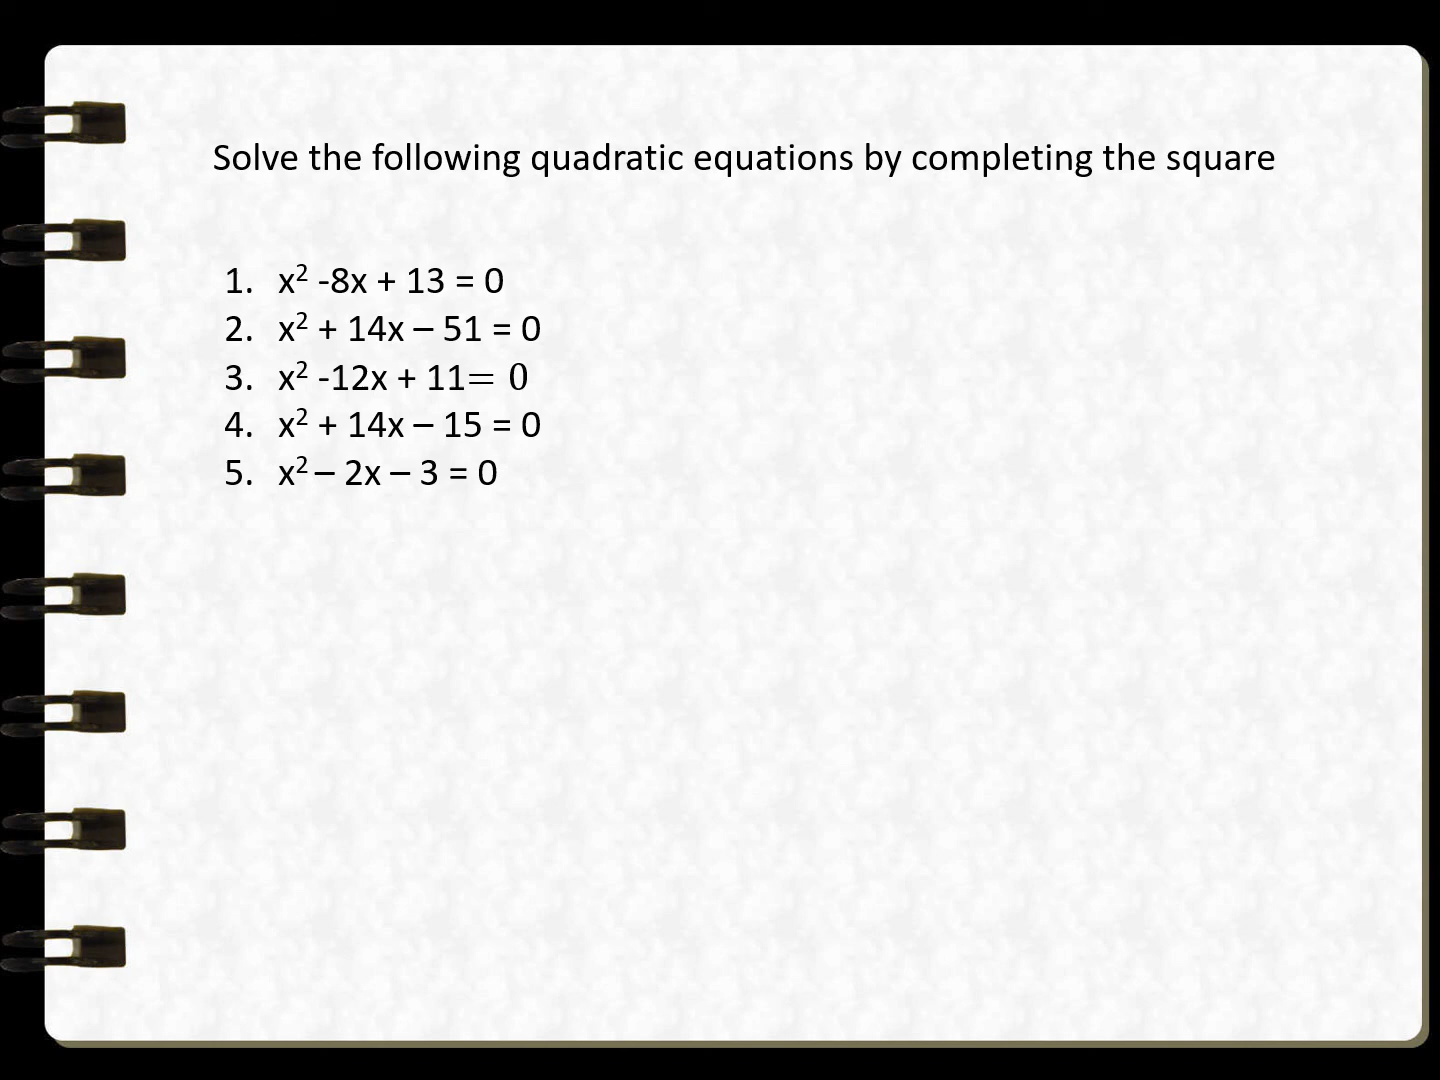 Solve the following quadratic equations by completing the square
1. x² -8x + 13 = 0
2. x² + 14x – 51 = 0
3. x² -12x + 11= 0
4. x² + 14x – 15 = 0
5. x² – 2x – 3 = 0